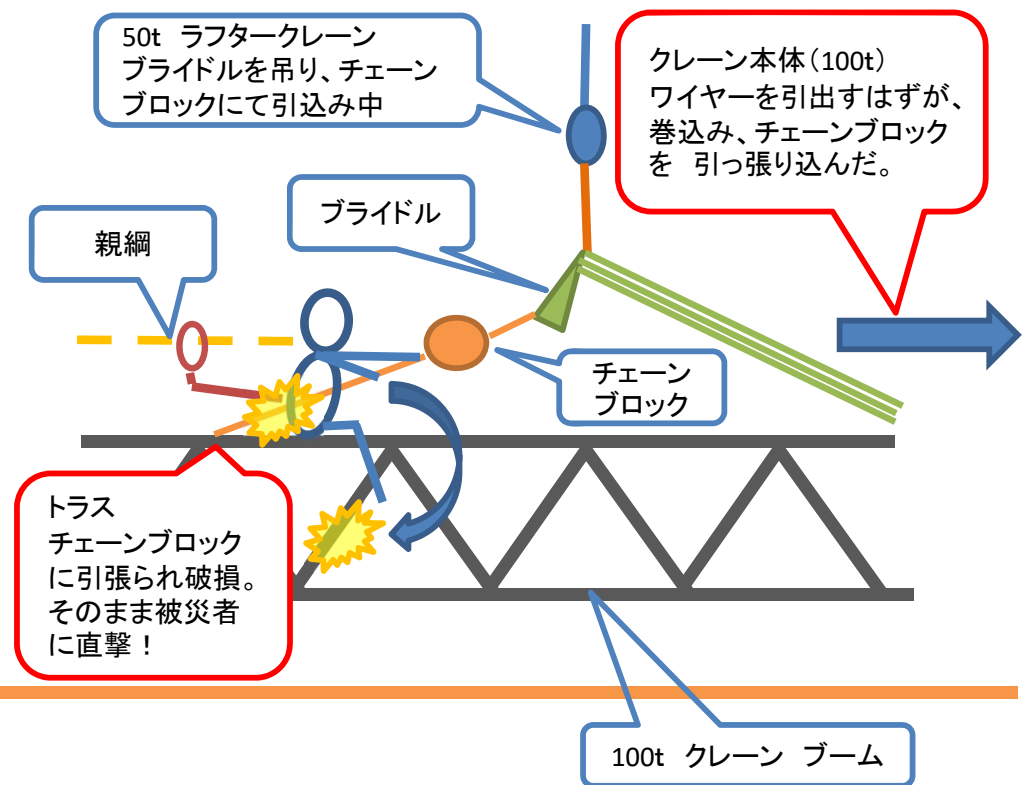 50t ラフタークレーン
ブライドルを吊り、チェーン
ブロックにて引込み中
クレーン本体(100t)
ワイヤーを引出すはずが、
巻込み、チェーンブロック
を 引っ張り込んだ。
ブライドル
親綱
チェーン
ブロック
トラス
チェーンブロック
に引張られ破損。
そのまま被災者
に直撃!
100t クレーン ブーム